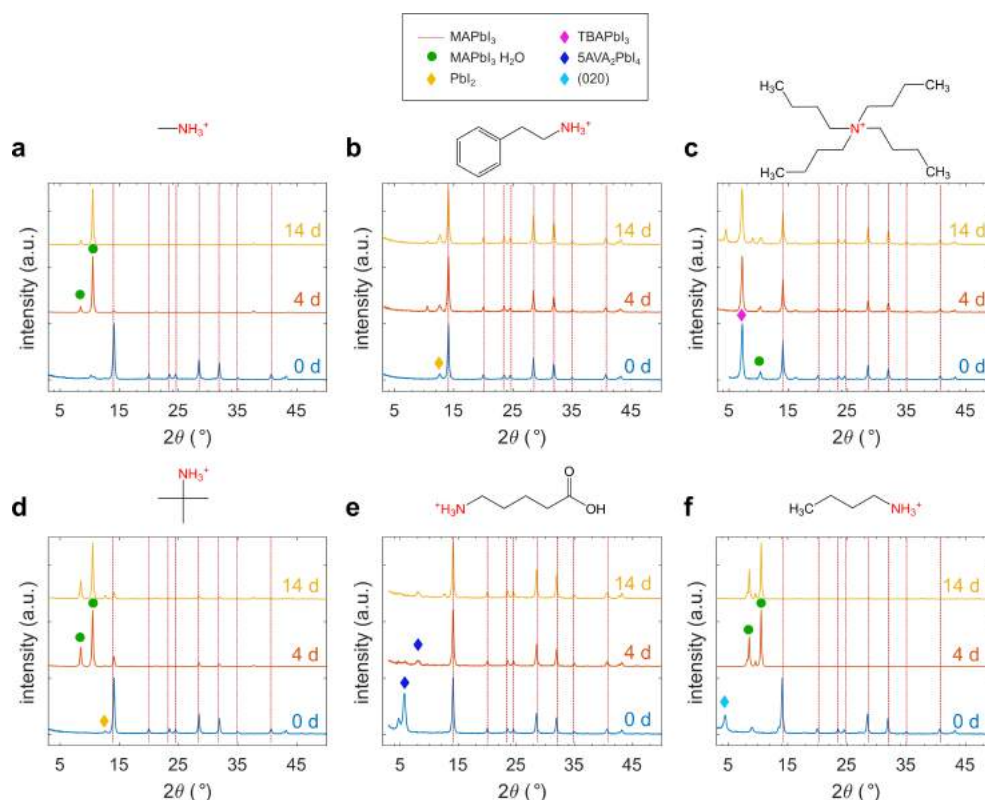 MAPbI₃
MAPbI₃ H₂O
PbI₂
TBAPbI₃
5AVA₂PbI₄
(020)
a
NH₃⁺
b
NH₃⁺
c
H₃C
CH₃
N⁺
H₃C
CH₃
intensity (a.u.)
14 d
4 d
0 d
3 15 25 35 45
2θ (°)
intensity (a.u.)
14 d
4 d
0 d
5 15 25 35 45
2θ (°)
intensity (a.u.)
14 d
4 d
0 d
5 15 25 35 45
2θ (°)
d
NH₃⁺
e
⁺H₃N
O
OH
f
H₃C
NH₃⁺
intensity (a.u.)
14 d
4 d
0 d
5 15 25 35 45
2θ (°)
intensity (a.u.)
14 d
4 d
0 d
5 15 25 35 45
2θ (°)
intensity (a.u.)
14 d
4 d
0 d
5 15 25 35 45
2θ (°)